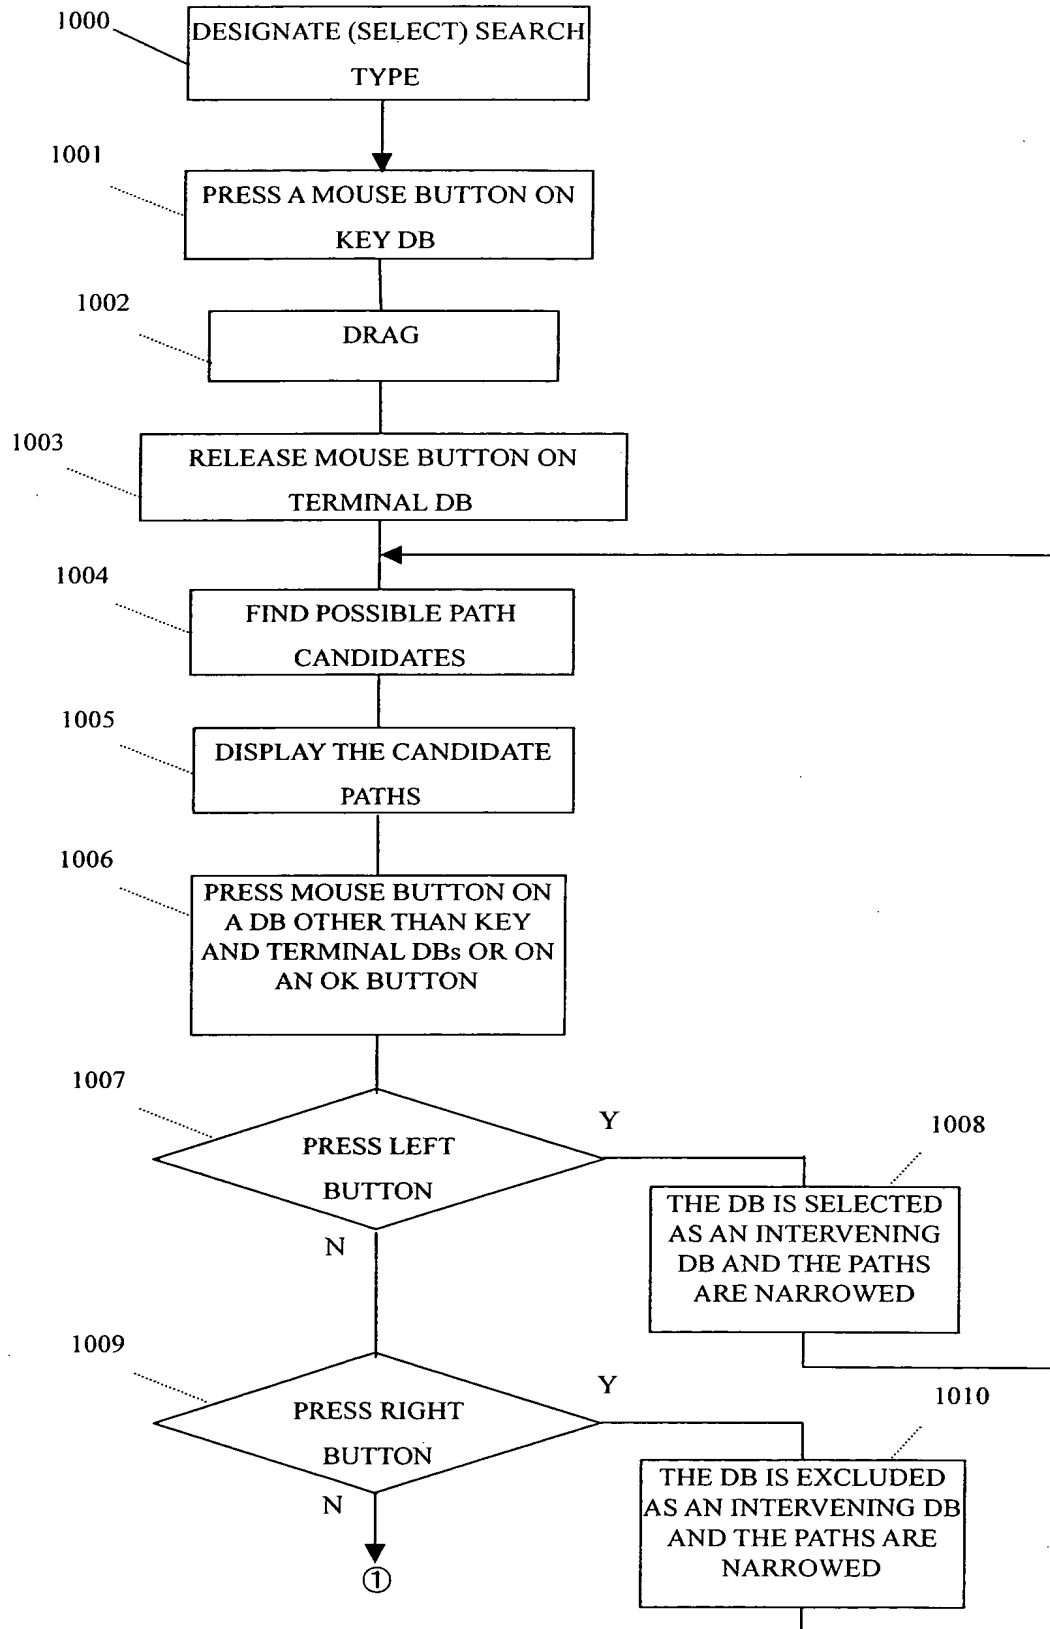 1000
DESIGNATE (SELECT) SEARCH
TYPE
1001
PRESS A MOUSE BUTTON ON
KEY DB
1002
DRAG
1003
RELEASE MOUSE BUTTON ON
TERMINAL DB
1004
FIND POSSIBLE PATH
CANDIDATES
1005
DISPLAY THE CANDIDATE
PATHS
1006
PRESS MOUSE BUTTON ON
A DB OTHER THAN KEY
AND TERMINAL DBs OR ON
AN OK BUTTON
1007
PRESS LEFT
BUTTON
Y
N
1008
THE DB IS SELECTED
AS AN INTERVENING
DB AND THE PATHS
ARE NARROWED
1009
PRESS RIGHT
BUTTON
Y
N
1010
THE DB IS EXCLUDED
AS AN INTERVENING DB
AND THE PATHS ARE
NARROWED
①